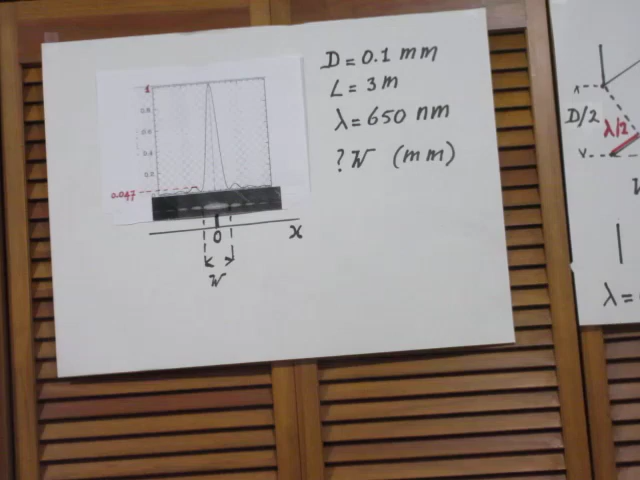 D = 0.1 mm
L = 3 m
λ = 650 nm
? W (mm)
1
0.8
0.6
0.4
0.2
0.047
0
x
W
D/2
λ/2
λ =